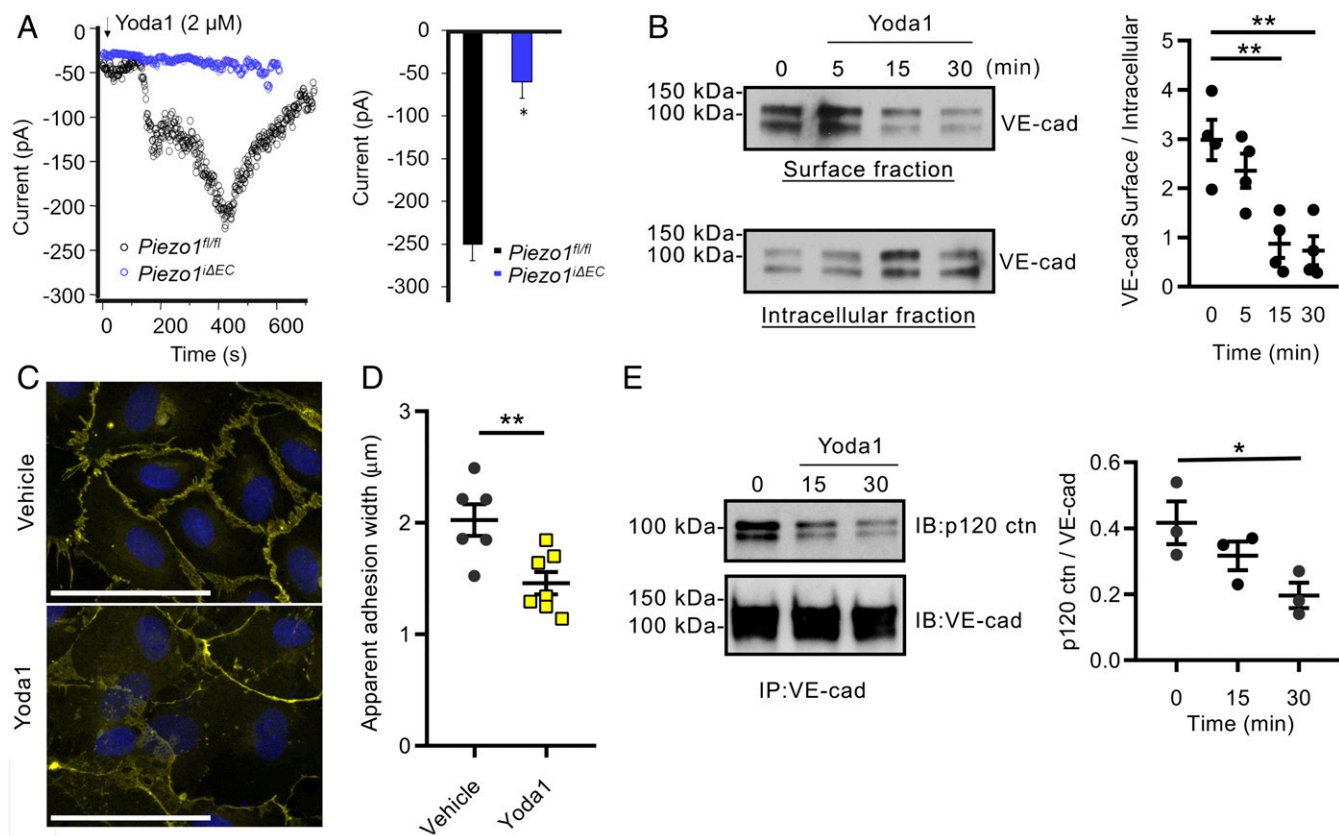 A
Yoda1 (2 μM)
0
-50
-100
-150
-200
-250
-300
Current (pA)
Piezo1fl/fl
Piezo1iΔEC
0 200 400 600
Time (s)
0
-50
-100
-150
-200
-250
-300
Current (pA)
*
Piezo1fl/fl
Piezo1iΔEC
B
Yoda1
0 5 15 30 (min)
150 kDa-
100 kDa-
VE-cad
Surface fraction
150 kDa-
100 kDa-
VE-cad
Intracellular fraction
**
**
5
4
3
2
1
0
VE-cad Surface / Intracellular
0 5 15 30
Time (min)
C
Vehicle
Yoda1
D
**
3
2
1
0
Apparent adhesion width (μm)
Vehicle
Yoda1
E
Yoda1
0 15 30
100 kDa-
IB:p120 ctn
150 kDa-
100 kDa-
IB:VE-cad
IP:VE-cad
*
0.6
0.4
0.2
0.0
p120 ctn / VE-cad
0 15 30
Time (min)